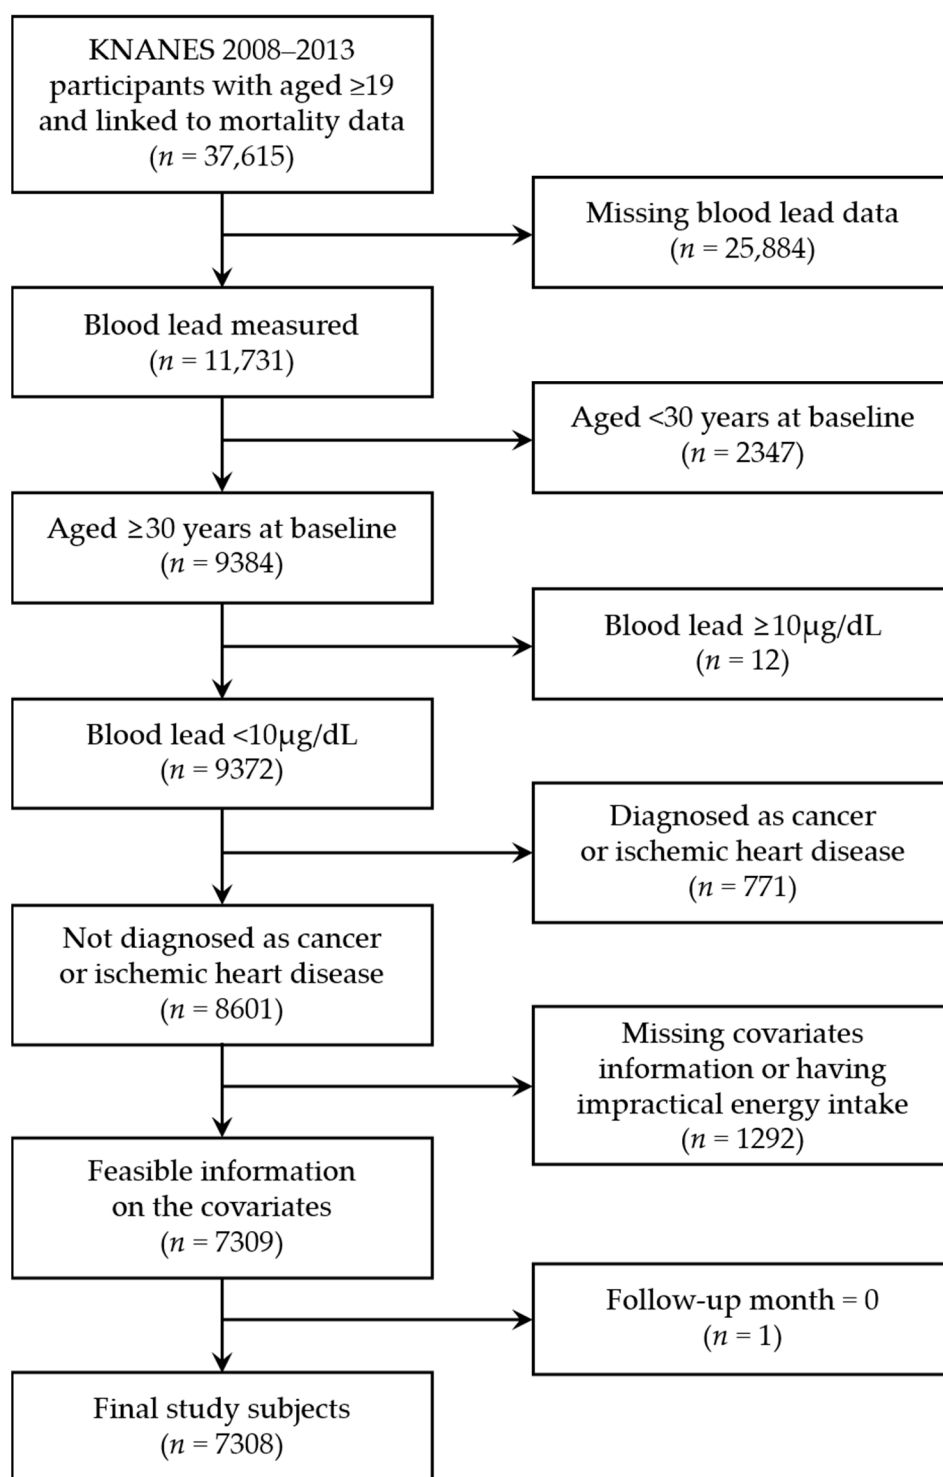 KNANES 2008–2013
participants with aged ≥19
and linked to mortality data
(n = 37,615)
Missing blood lead data
(n = 25,884)
Blood lead measured
(n = 11,731)
Aged <30 years at baseline
(n = 2347)
Aged ≥30 years at baseline
(n = 9384)
Blood lead ≥10µg/dL
(n = 12)
Blood lead <10µg/dL
(n = 9372)
Diagnosed as cancer
or ischemic heart disease
(n = 771)
Not diagnosed as cancer
or ischemic heart disease
(n = 8601)
Missing covariates
information or having
impractical energy intake
(n = 1292)
Feasible information
on the covariates
(n = 7309)
Follow-up month = 0
(n = 1)
Final study subjects
(n = 7308)